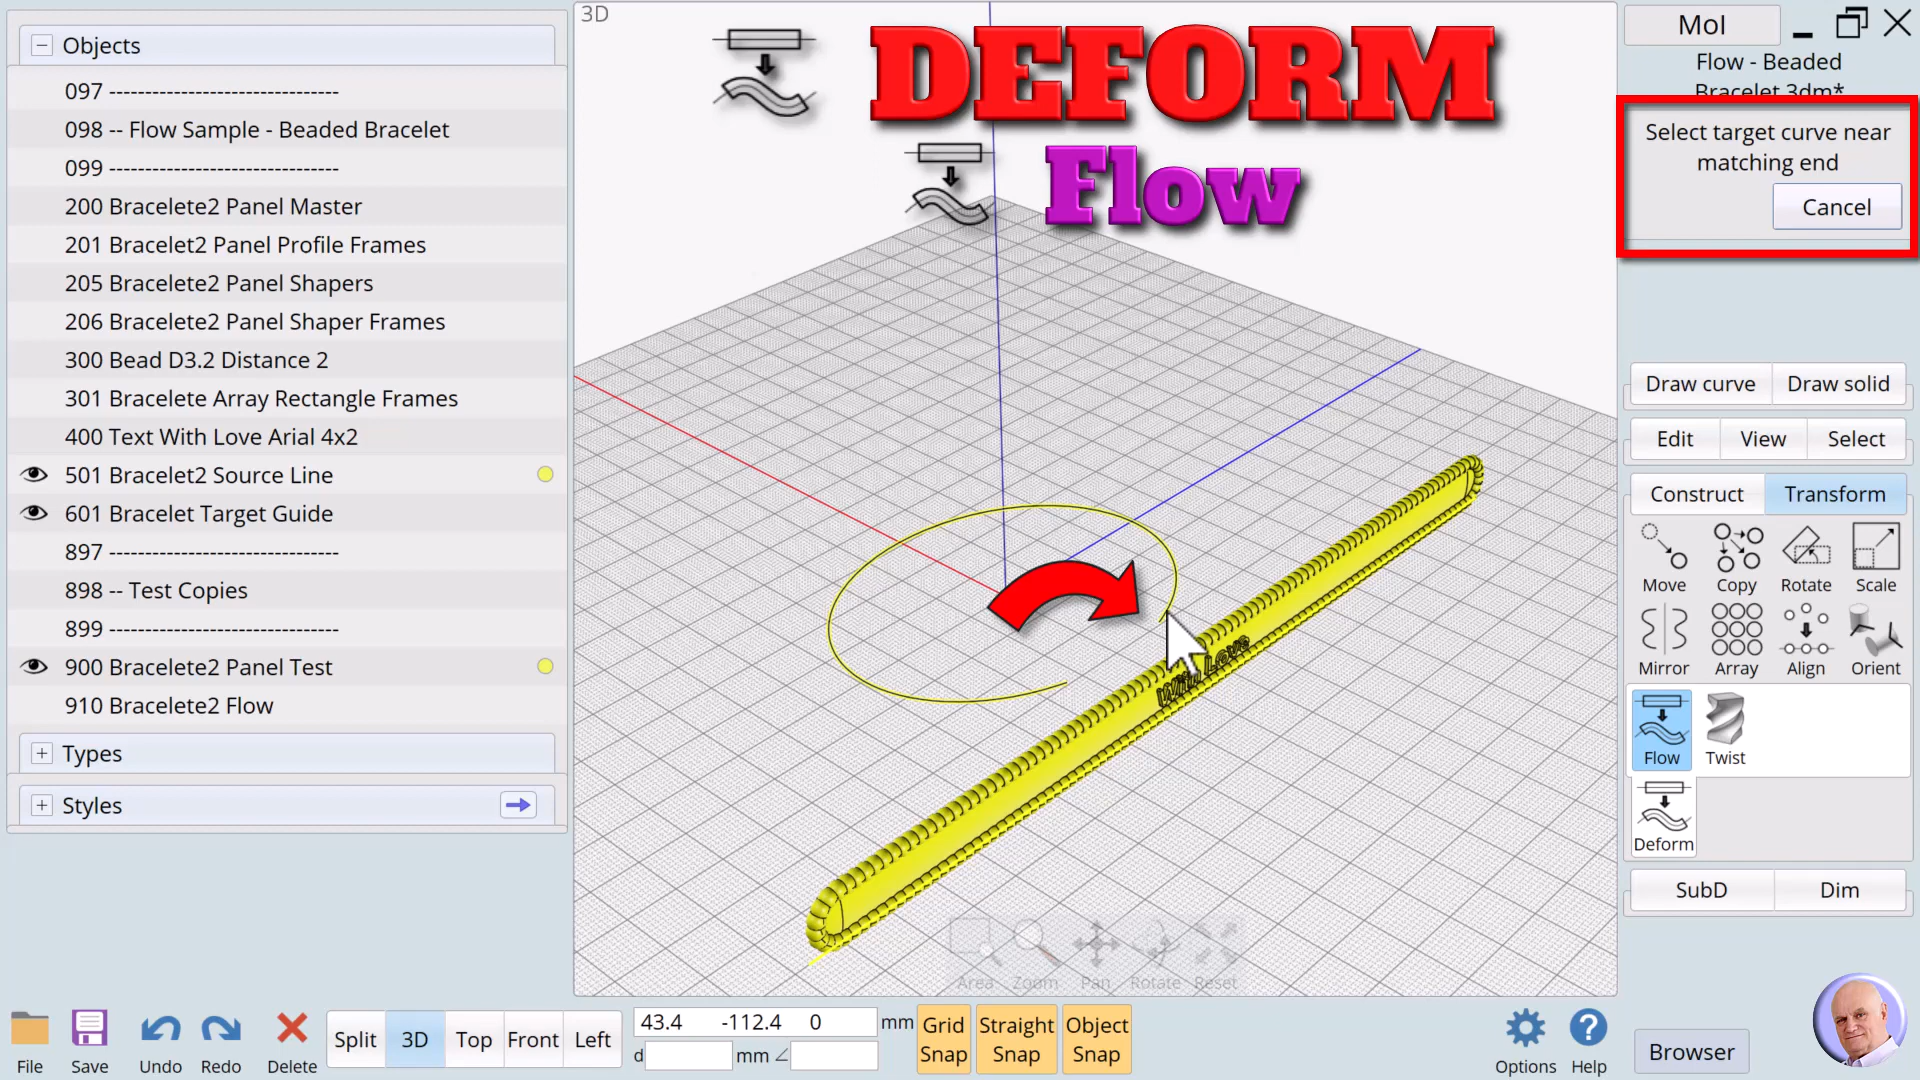 Objects
097 --------------------------------
098 -- Flow Sample - Beaded Bracelet
099 --------------------------------
200 Bracelete2 Panel Master
201 Bracelet2 Panel Profile Frames
205 Bracelete2 Panel Shapers
206 Bracelete2 Panel Shaper Frames
300 Bead D3.2 Distance 2
301 Bracelete Array Rectangle Frames
400 Text With Love Arial 4x2
501 Bracelet2 Source Line
601 Bracelet Target Guide
897 --------------------------------
898 -- Test Copies
899 --------------------------------
900 Bracelete2 Panel Test
910 Bracelete2 Flow
Types
Styles
3D
DEFORM
Flow
With Love
Area Zoom Pan Rotate Reset
MoI
Flow - Beaded
Bracelet.3dm*
Select target curve near
matching end
Cancel
Draw curve Draw solid
Edit View Select
Construct Transform
Move Copy Rotate Scale
Mirror Array Align Orient
Flow Twist
Deform
SubD Dim
File Save Undo Redo Delete
Split 3D Top Front Left
43.4 -112.4 0 mm
d mm ∠
Grid Snap
Straight Snap
Object Snap
Options Help
Browser